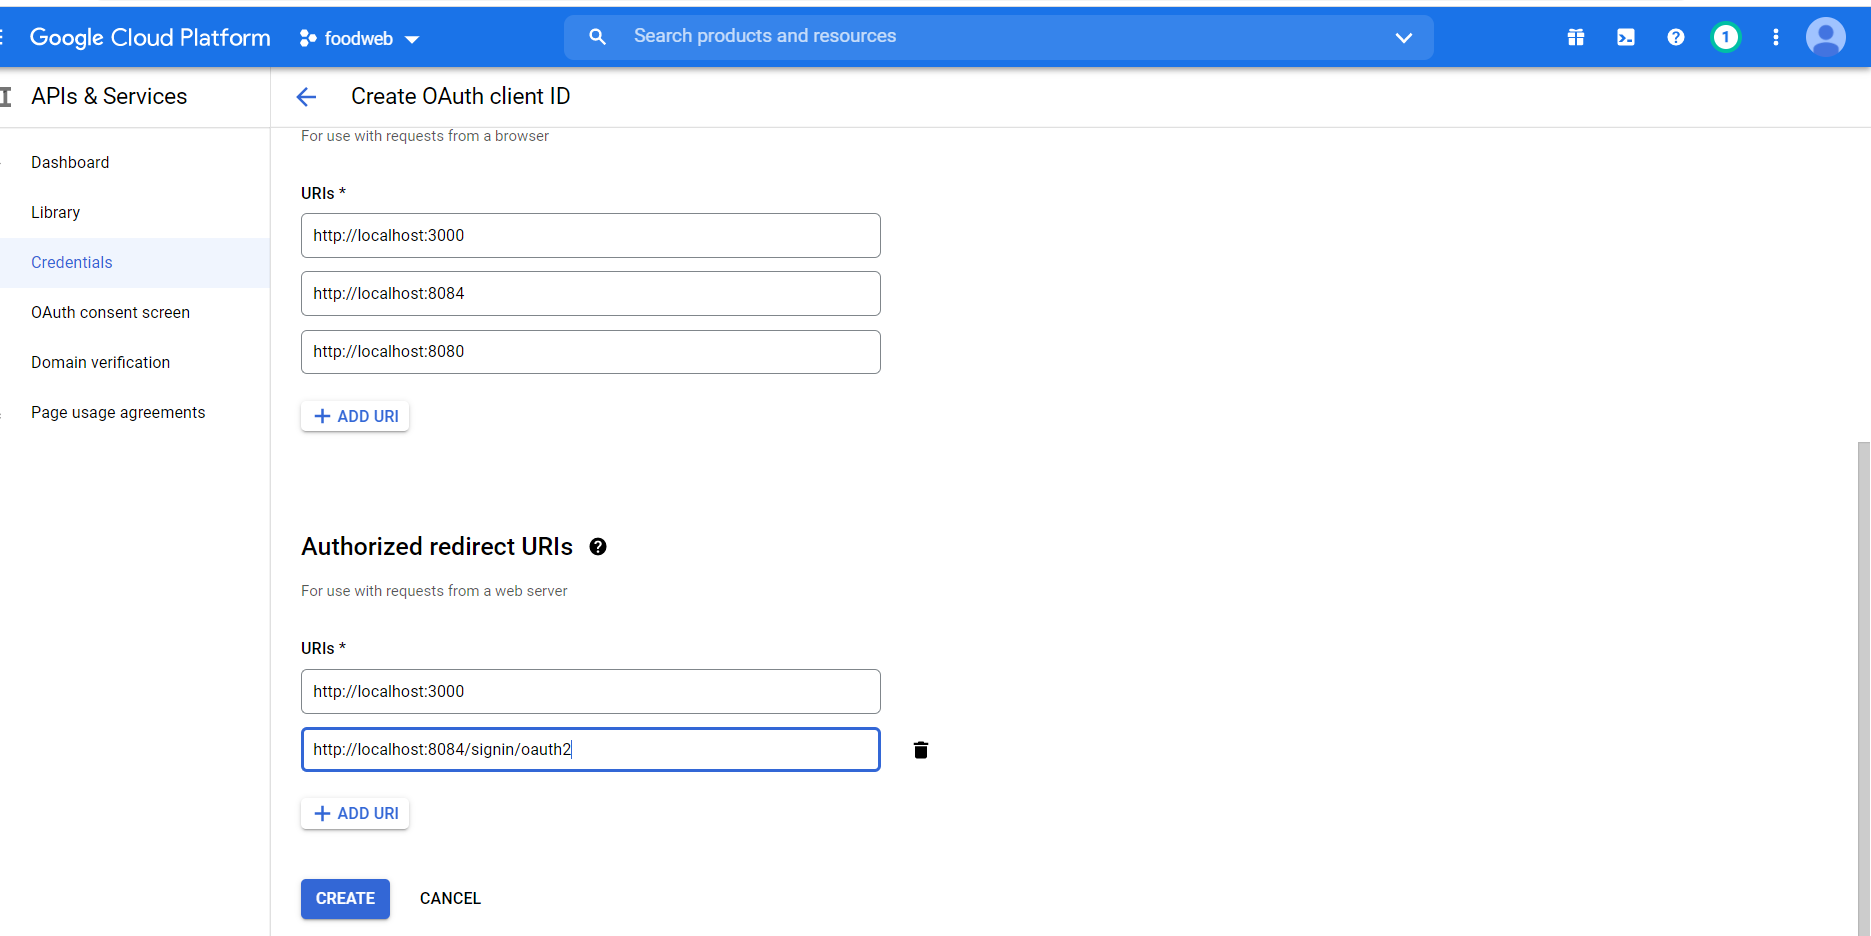 Google Cloud Platform
foodweb
Search products and resources
1
APIs & Services
Create OAuth client ID
Dashboard
Library
Credentials
OAuth consent screen
Domain verification
Page usage agreements
For use with requests from a browser
URIs *
http://localhost:3000
http://localhost:8084
http://localhost:8080
ADD URI
Authorized redirect URIs
For use with requests from a web server
URIs *
http://localhost:3000
http://localhost:8084/signin/oauth2
ADD URI
CREATE
CANCEL